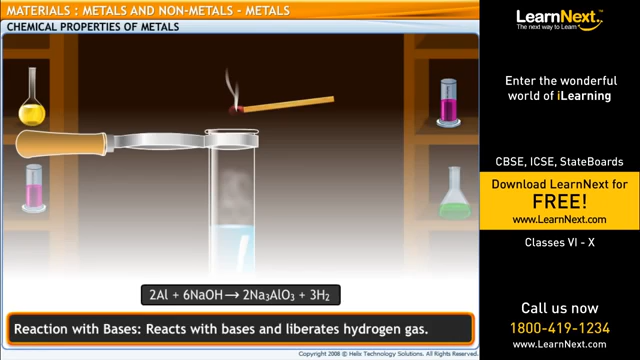 MATERIALS : METALS AND NON-METALS - METALS
CHEMICAL PROPERTIES OF METALS
2Al + 6NaOH → 2Na₃AlO₃ + 3H₂
Reaction with Bases: Reacts with bases and liberates hydrogen gas.
Copyright 2008 © Helix Technology Solutions. All Rights Reserved.
LearnNext
The next way to Learn
Enter the wonderful
world of iLearning
CBSE, ICSE, StateBoards
Download LearnNext for
FREE!
www.LearnNext.com
Classes VI - X
Call us now
1800-419-1234
www.LearnNext.com